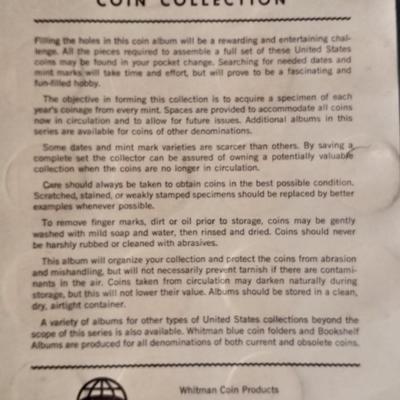 COIN COLLECTION
Filling the holes in this coin album will be a rewarding and entertaining chal-
lenge. All the pieces required to assemble a full set of these United States
coins may be found in your pocket change. Searching for needed dates and
mint marks will take time and effort, but will prove to be a fascinating and
fun-filled hobby.
The objective in forming this collection is to acquire a specimen of each
year's coinage from every mint. Spaces are provided to accommodate all coins
now in circulation and to allow for future issues. Additional albums in this
series are available for coins of other denominations.
Some dates and mint mark varieties are scarcer than others. By saving a
complete set the collector can be assured of owning a potentially valuable
collection when the coins are no longer in circulation.
Care should always be taken to obtain coins in the best possible condition.
Scratched, stained, or weakly stamped specimens should be replaced by better
examples whenever possible.
To remove finger marks, dirt or oil prior to storage, coins may be gently
washed with mild soap and water, then rinsed and dried. Coins should never
be harshly rubbed or cleaned with abrasives.
This album will organize your collection and protect the coins from abrasion
and mishandling, but will not necessarily prevent tarnish if there are contami-
nants in the air. Coins taken from circulation may darken naturally during
storage, but this will not lower their value. Albums should be stored in a clean,
dry, airtight container.
A variety of albums for other types of United States collections beyond the
scope of this series is also available. Whitman blue coin folders and Bookshelf
Albums are produced for all denominations of both current and obsolete coins.
Whitman Coin Products